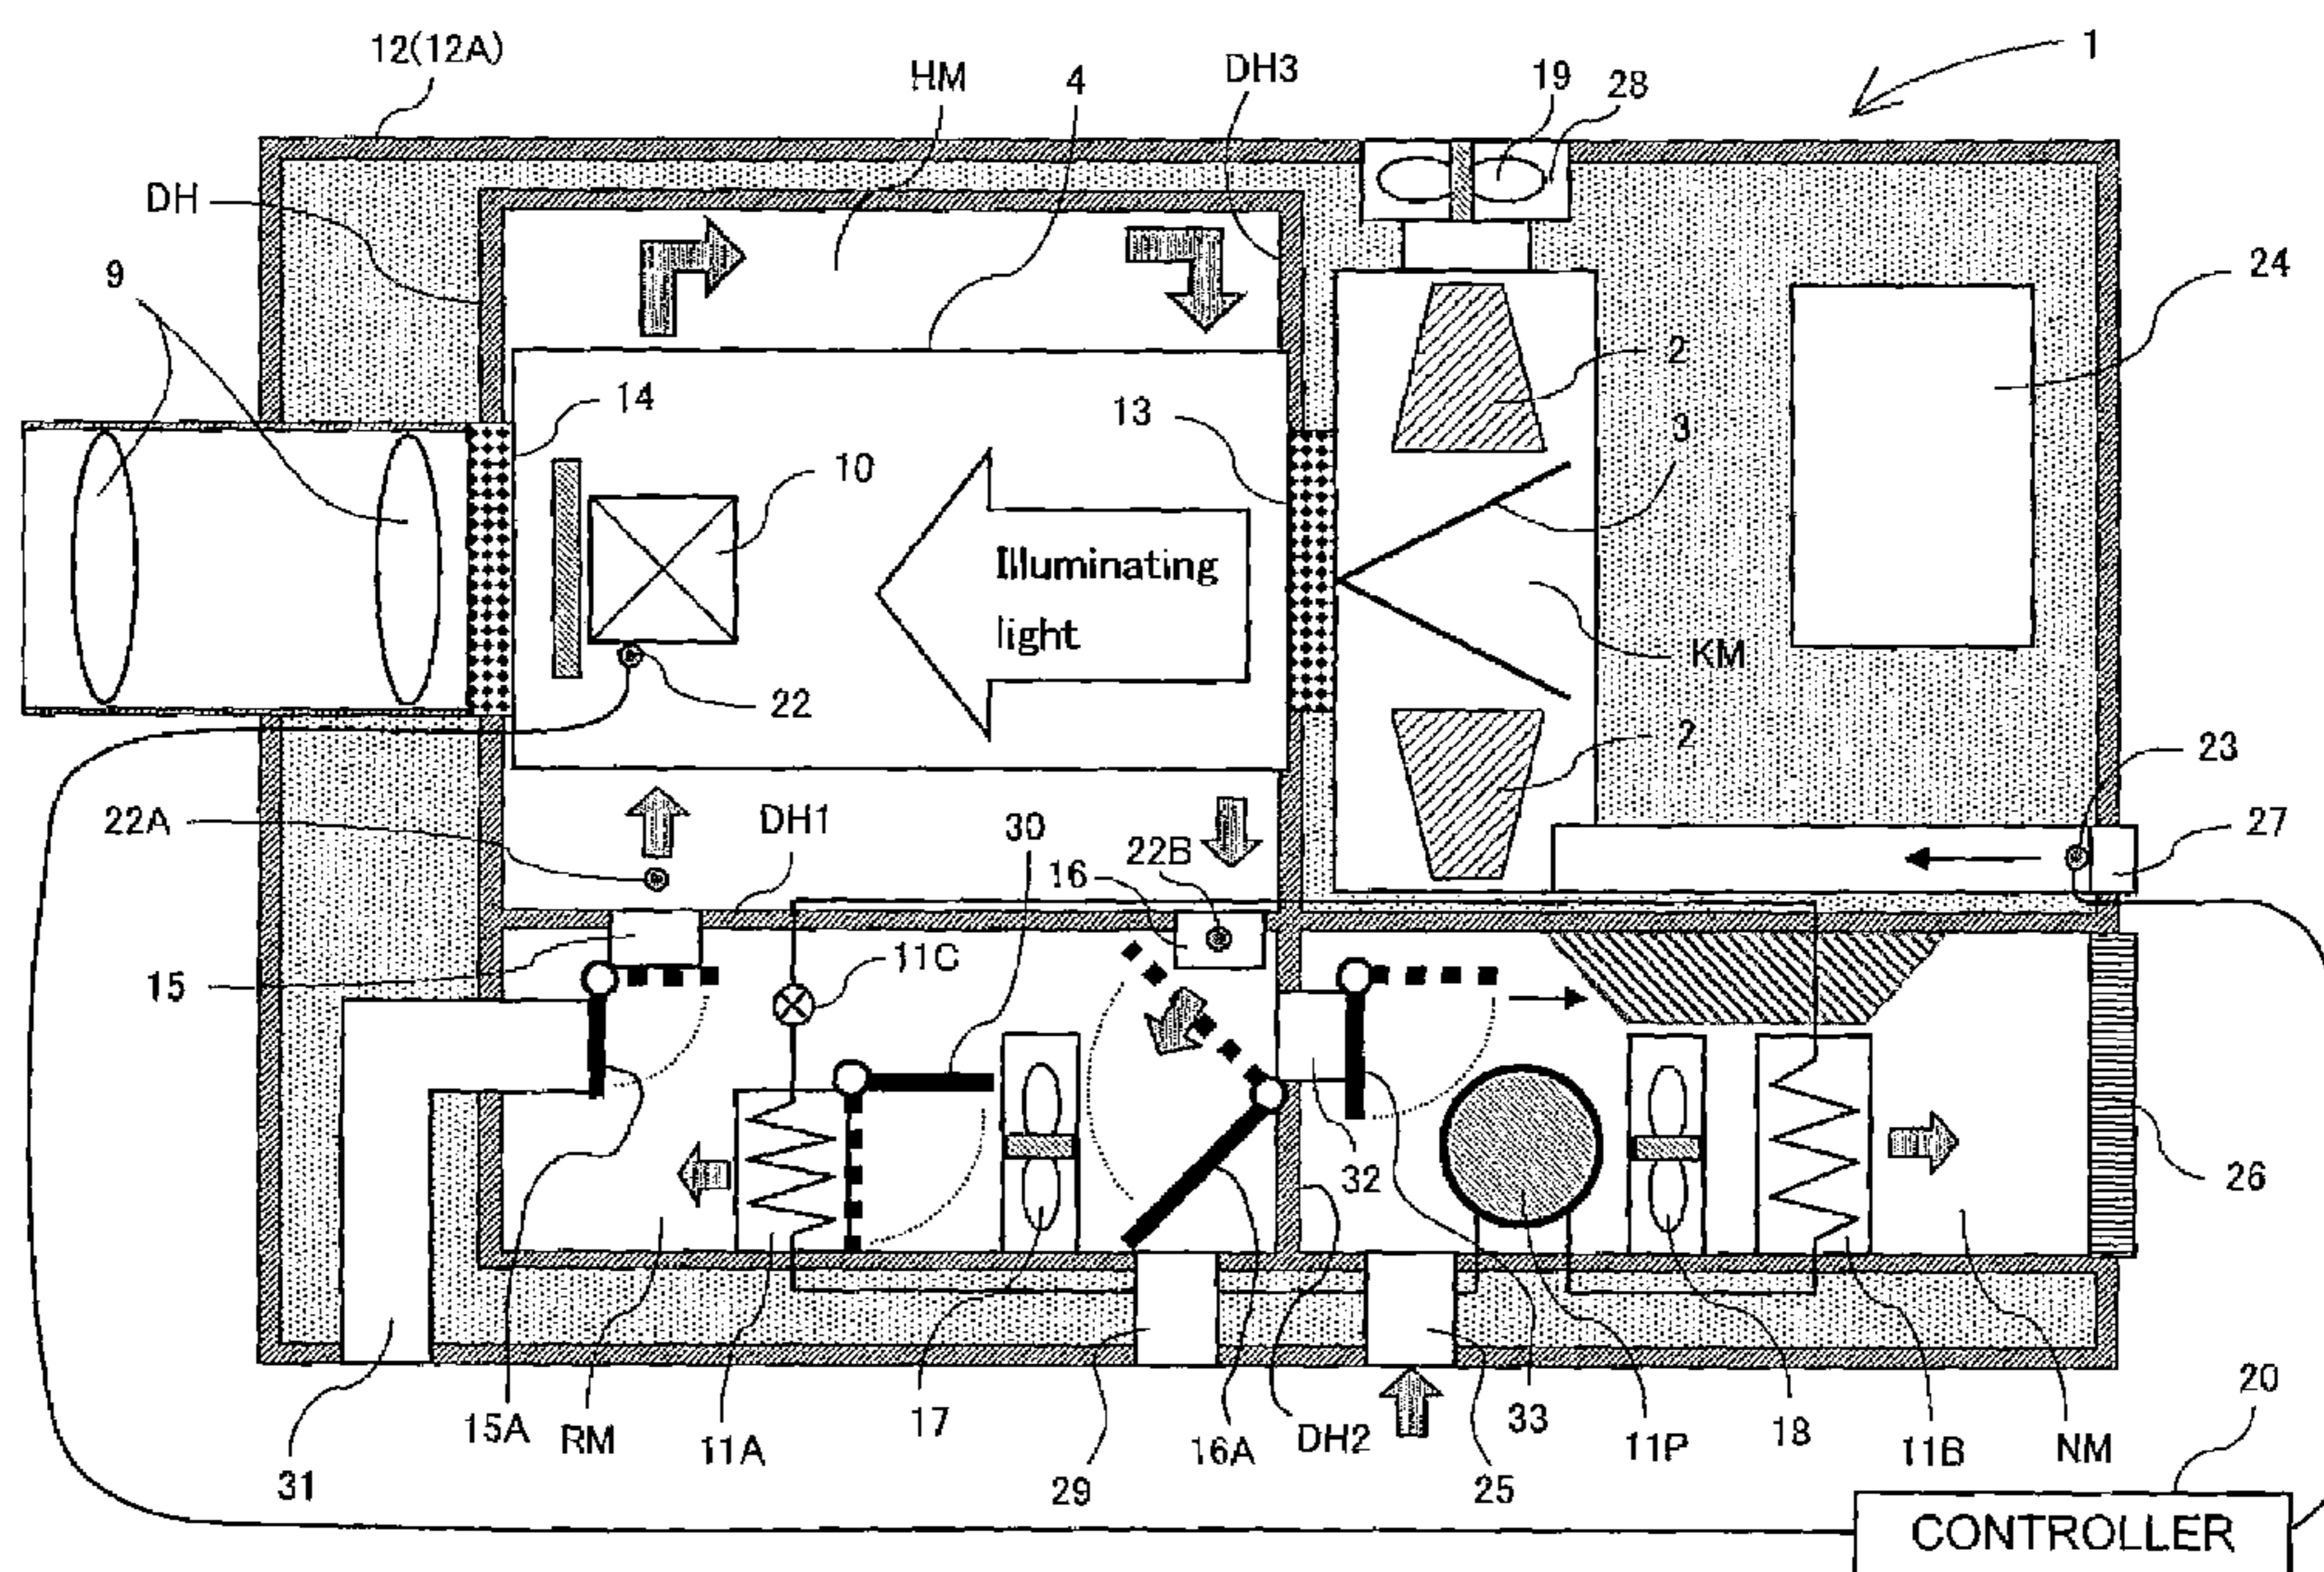 12(12A)
HM
4
DH3
19
28
1
DH
9
24
2
14
13
3
10
Illuminating
light
KM
22
2
23
22A
DH1
30
22B
16
27
15
11C
32
26
15A
RM
11A
17
16A
DH2
33
11P
18
11B
NM
20
31
29
25
CONTROLLER